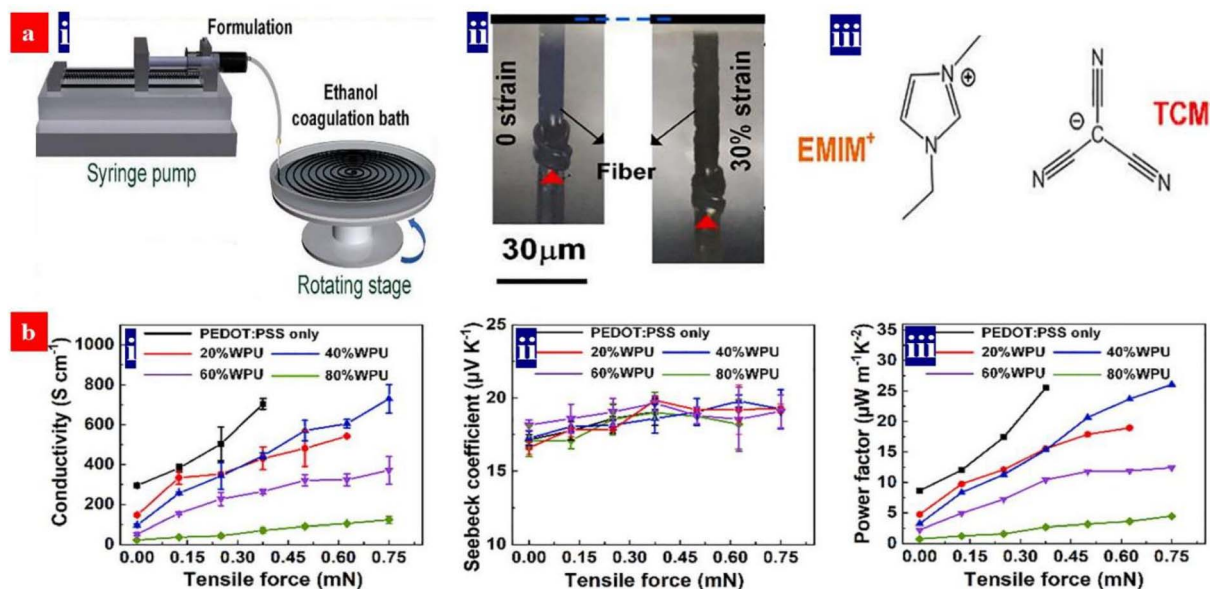 a
i
Formulation
Ethanol
coagulation bath
Syringe pump
Rotating stage
ii
0 strain
30% strain
Fiber
30μm
iii
EMIM+
N
⊕
N
N
⊖
C
N
N
TCM
b
i
PEDOT:PSS only
20%WPU
40%WPU
60%WPU
80%WPU
Conductivity (S cm-1)
1000
800
600
400
200
0
0.00 0.15 0.30 0.45 0.60 0.75
Tensile force (mN)
ii
PEDOT:PSS only
20%WPU
40%WPU
60%WPU
80%WPU
Seebeck coefficient (μV K-1)
25
20
15
10
0.00 0.15 0.30 0.45 0.60 0.75
Tensile force (mN)
iii
PEDOT:PSS only
20%WPU
40%WPU
60%WPU
80%WPU
Power factor (μW m-1K-2)
35
30
25
20
15
10
5
0
0.00 0.15 0.30 0.45 0.60 0.75
Tensile force (mN)